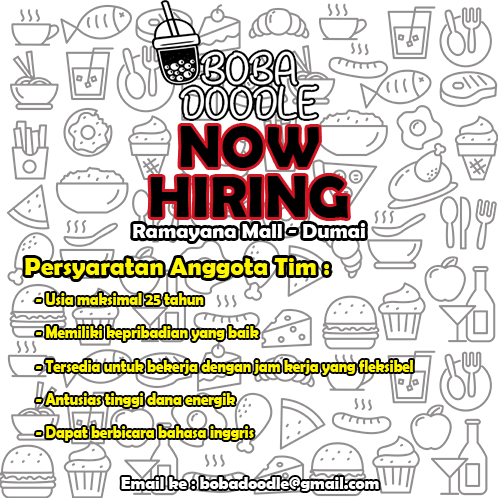 BOBA
DOODLE
NOW
HIRING
Ramayana Mall - Dumai
Persyaratan Anggota Tim :
- Usia maksimal 25 tahun
- Memiliki kepribadian yang baik
- Tersedia untuk bekerja dengan jam kerja yang fleksibel
- Antusias tinggi dana energik
- Dapat berbicara bahasa inggris
Email ke : bobadoodle@gmail.com